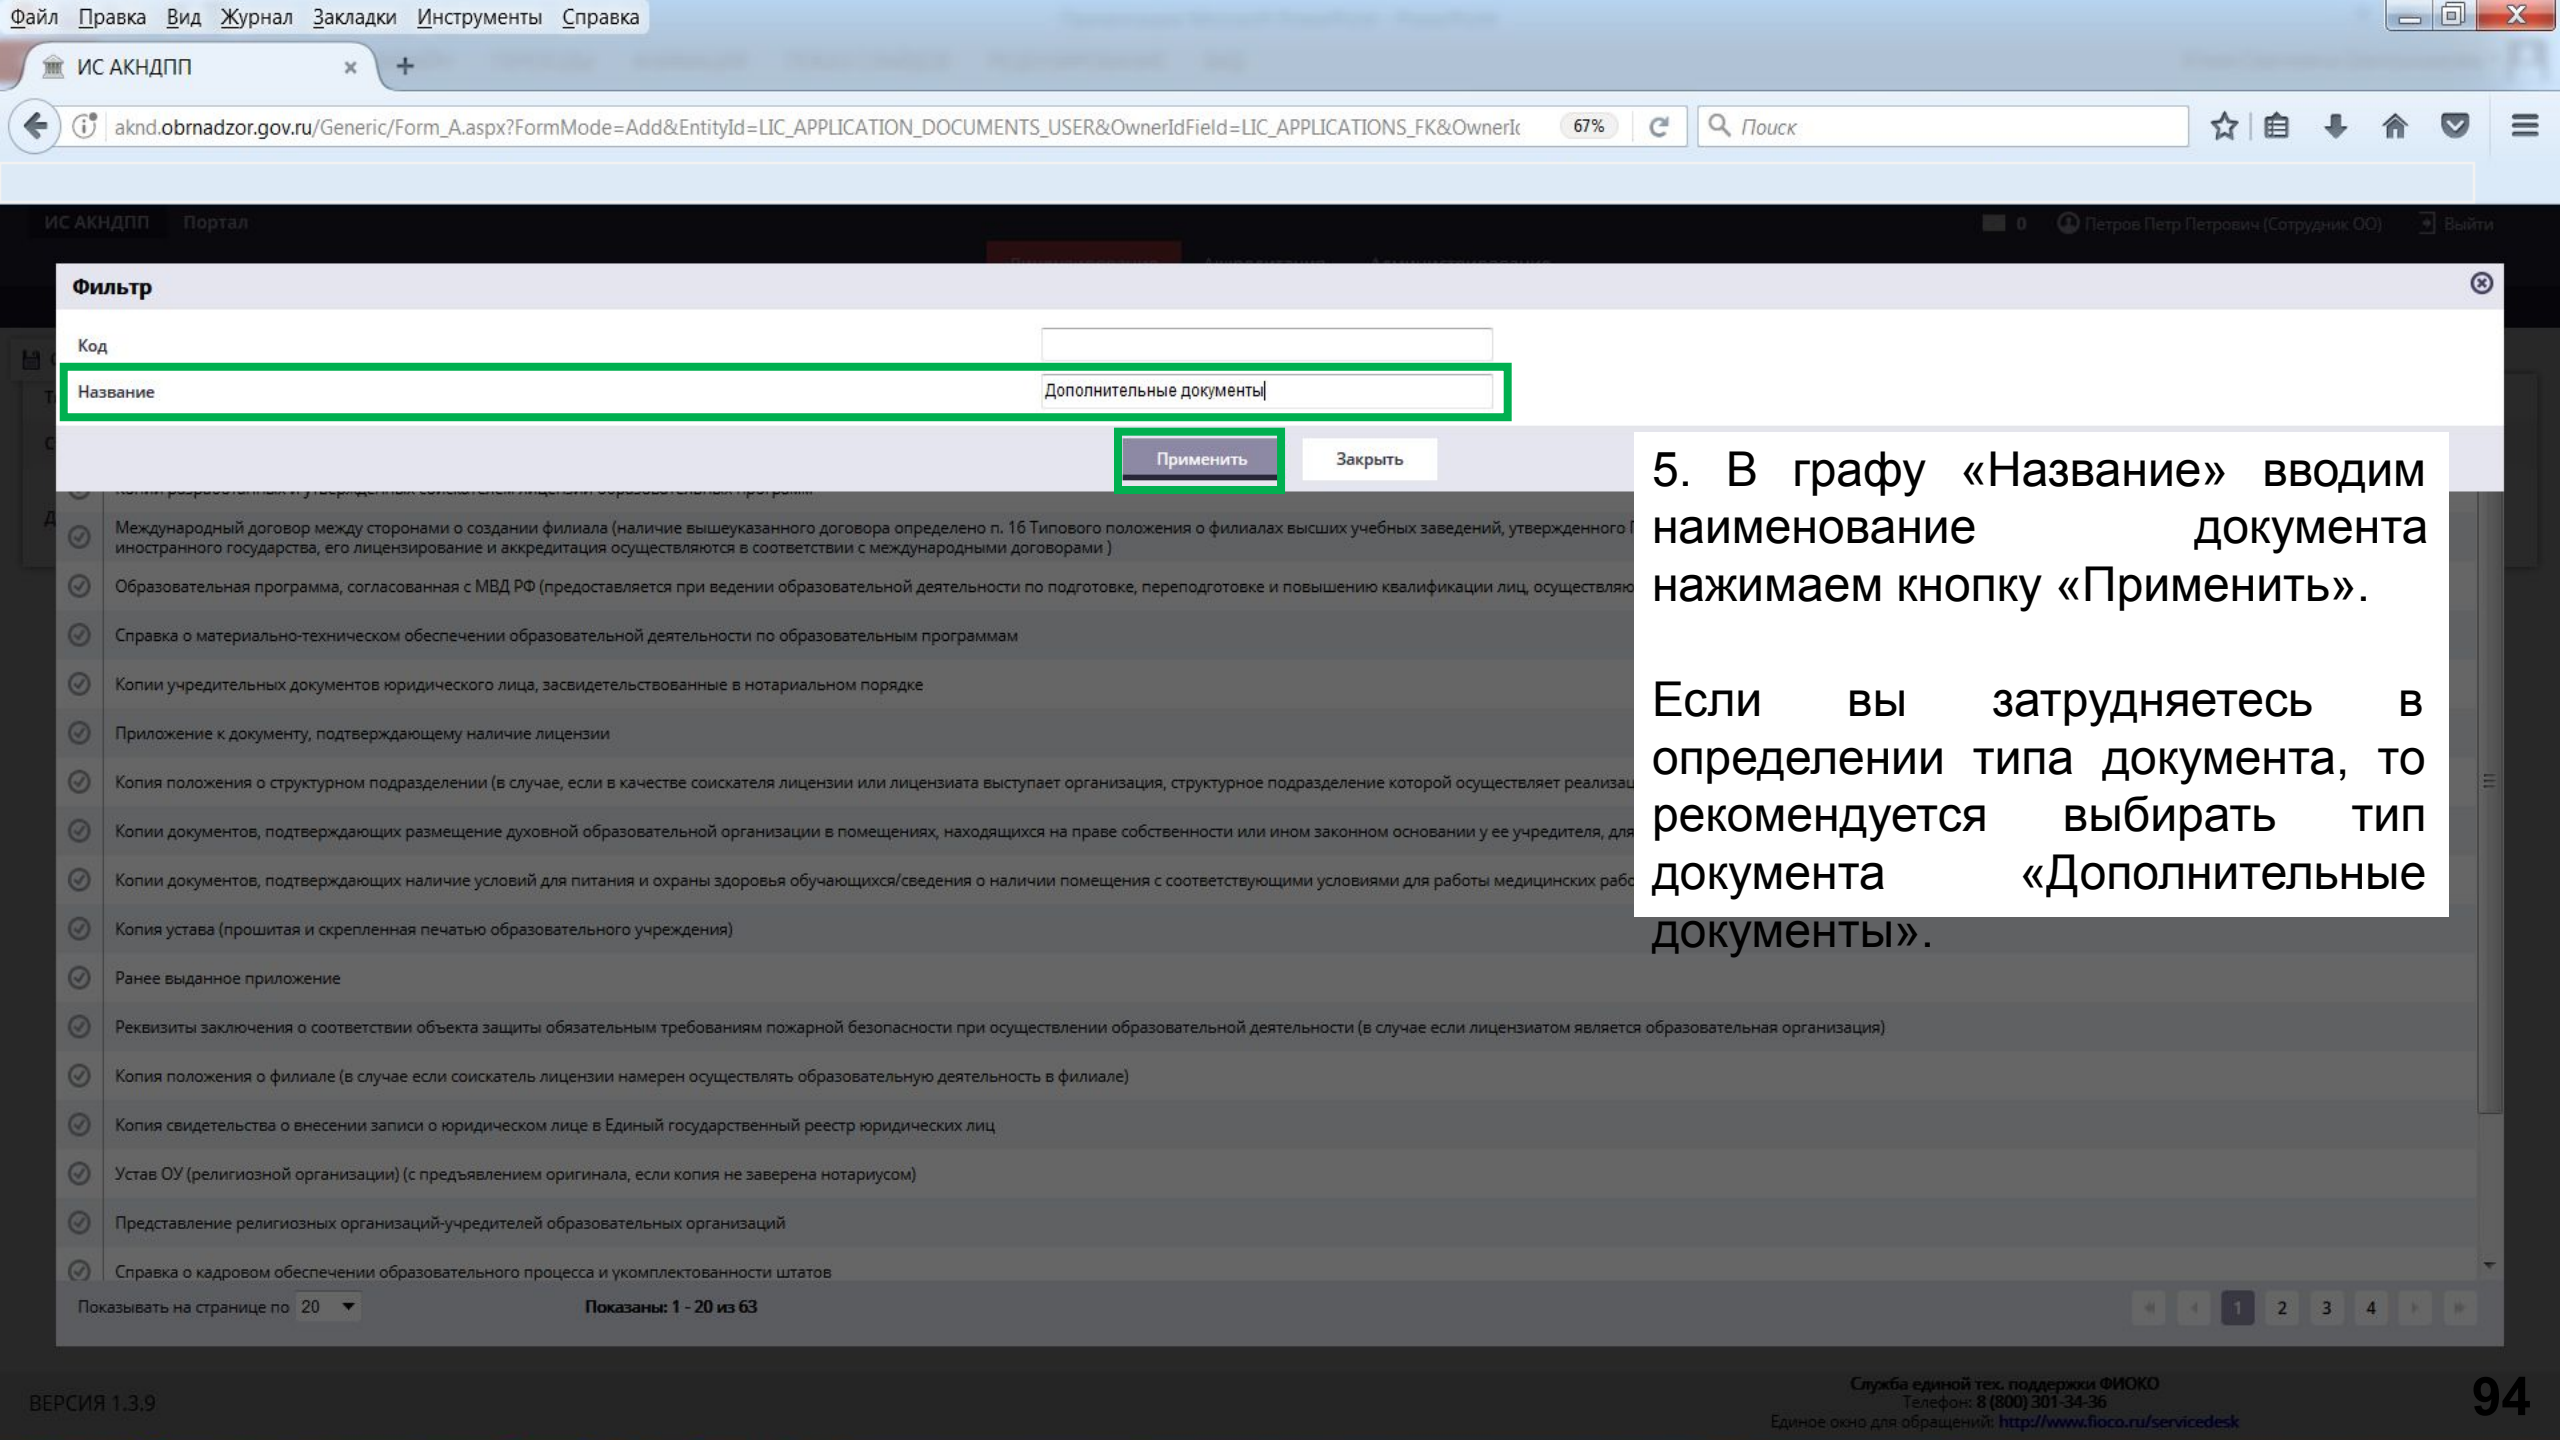 Файл Правка Вид Журнал Закладки Инструменты Справка
ИС АКНДПП
aknd.obrnadzor.gov.ru/Generic/Form_A.aspx?FormMode=Add&EntityId=LIC_APPLICATION_DOCUMENTS_USER&OwnerIdField=LIC_APPLICATIONS_FK&OwnerIc 67% Поиск
ИС АКНДПП Портал 0 Петров Петр Петрович (Сотрудник ОО) Выйти
Лицензирование Аккредитация Администрирование
Фильтр
Код
Название Дополнительные документы
Применить Закрыть
Копии разработанных и утвержденных соискателем лицензии образовательных программ
Международный договор между сторонами о создании филиала (наличие вышеуказанного договора определено п. 16 Типового положения о филиалах высших учебных заведений, утвержденного
иностранного государства, его лицензирование и аккредитация осуществляются в соответствии с международными договорами )
Образовательная программа, согласованная с МВД РФ (предоставляется при ведении образовательной деятельности по подготовке, переподготовке и повышению квалификации лиц, осуществляю
Справка о материально-техническом обеспечении образовательной деятельности по образовательным программам
Копии учредительных документов юридического лица, засвидетельствованные в нотариальном порядке
Приложение к документу, подтверждающему наличие лицензии
Копия положения о структурном подразделении (в случае, если в качестве соискателя лицензии или лицензиата выступает организация, структурное подразделение которой осуществляет реализац
Копии документов, подтверждающих размещение духовной образовательной организации в помещениях, находящихся на праве собственности или ином законном основании у ее учредителя, для
Копии документов, подтверждающих наличие условий для питания и охраны здоровья обучающихся/сведения о наличии помещения с соответствующими условиями для работы медицинских рабо
Копия устава (прошитая и скрепленная печатью образовательного учреждения)
Ранее выданное приложение
Реквизиты заключения о соответствии объекта защиты обязательным требованиям пожарной безопасности при осуществлении образовательной деятельности (в случае если лицензиатом является образовательная организация)
Копия положения о филиале (в случае если соискатель лицензии намерен осуществлять образовательную деятельность в филиале)
Копия свидетельства о внесении записи о юридическом лице в Единый государственный реестр юридических лиц
Устав ОУ (религиозной организации) (с предъявлением оригинала, если копия не заверена нотариусом)
Представление религиозных организаций-учредителей образовательных организаций
Справка о кадровом обеспечении образовательного процесса и укомплектованности штатов
Показывать на странице по 20 Показаны: 1 - 20 из 63 1 2 3 4
5. В графу «Название» вводим
наименование документа
нажимаем кнопку «Применить».
Если вы затрудняетесь в
определении типа документа, то
рекомендуется выбирать тип
документа «Дополнительные
документы».
ВЕРСИЯ 1.3.9
Служба единой тех. поддержки ФИОКО
Телефон: 8 (800) 301-34-36
Единое окно для обращений: http://www.fioco.ru/servicedesk
94